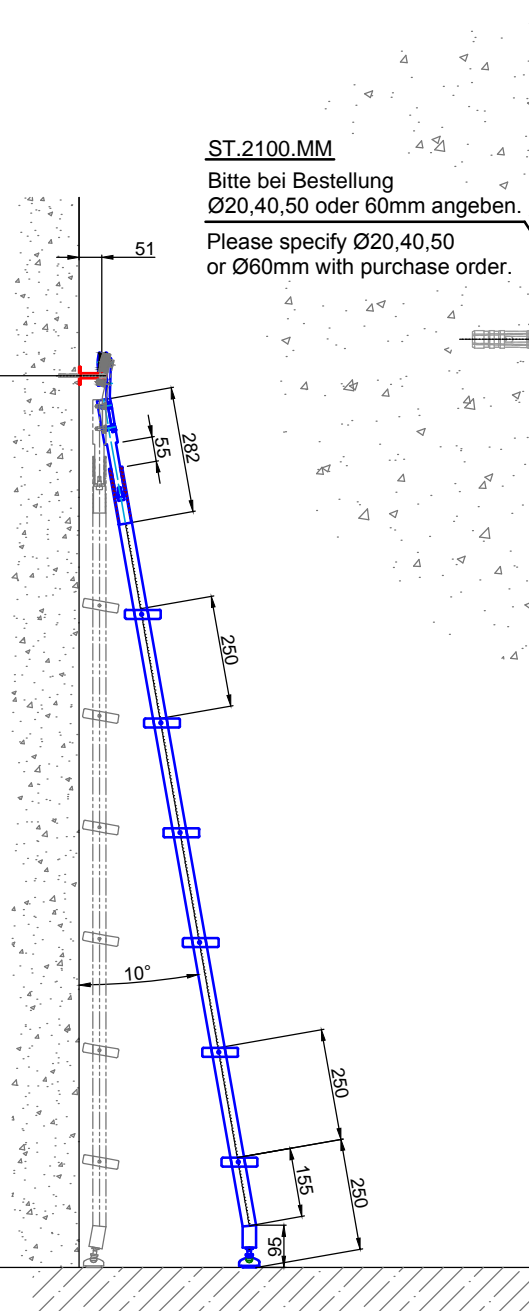 ST.2100.MM
Bitte bei Bestellung
Ø20,40,50 oder 60mm angeben.
Please specify Ø20,40,50
or Ø60mm with purchase order.
51
282
55
250
10°
250
155
250
96